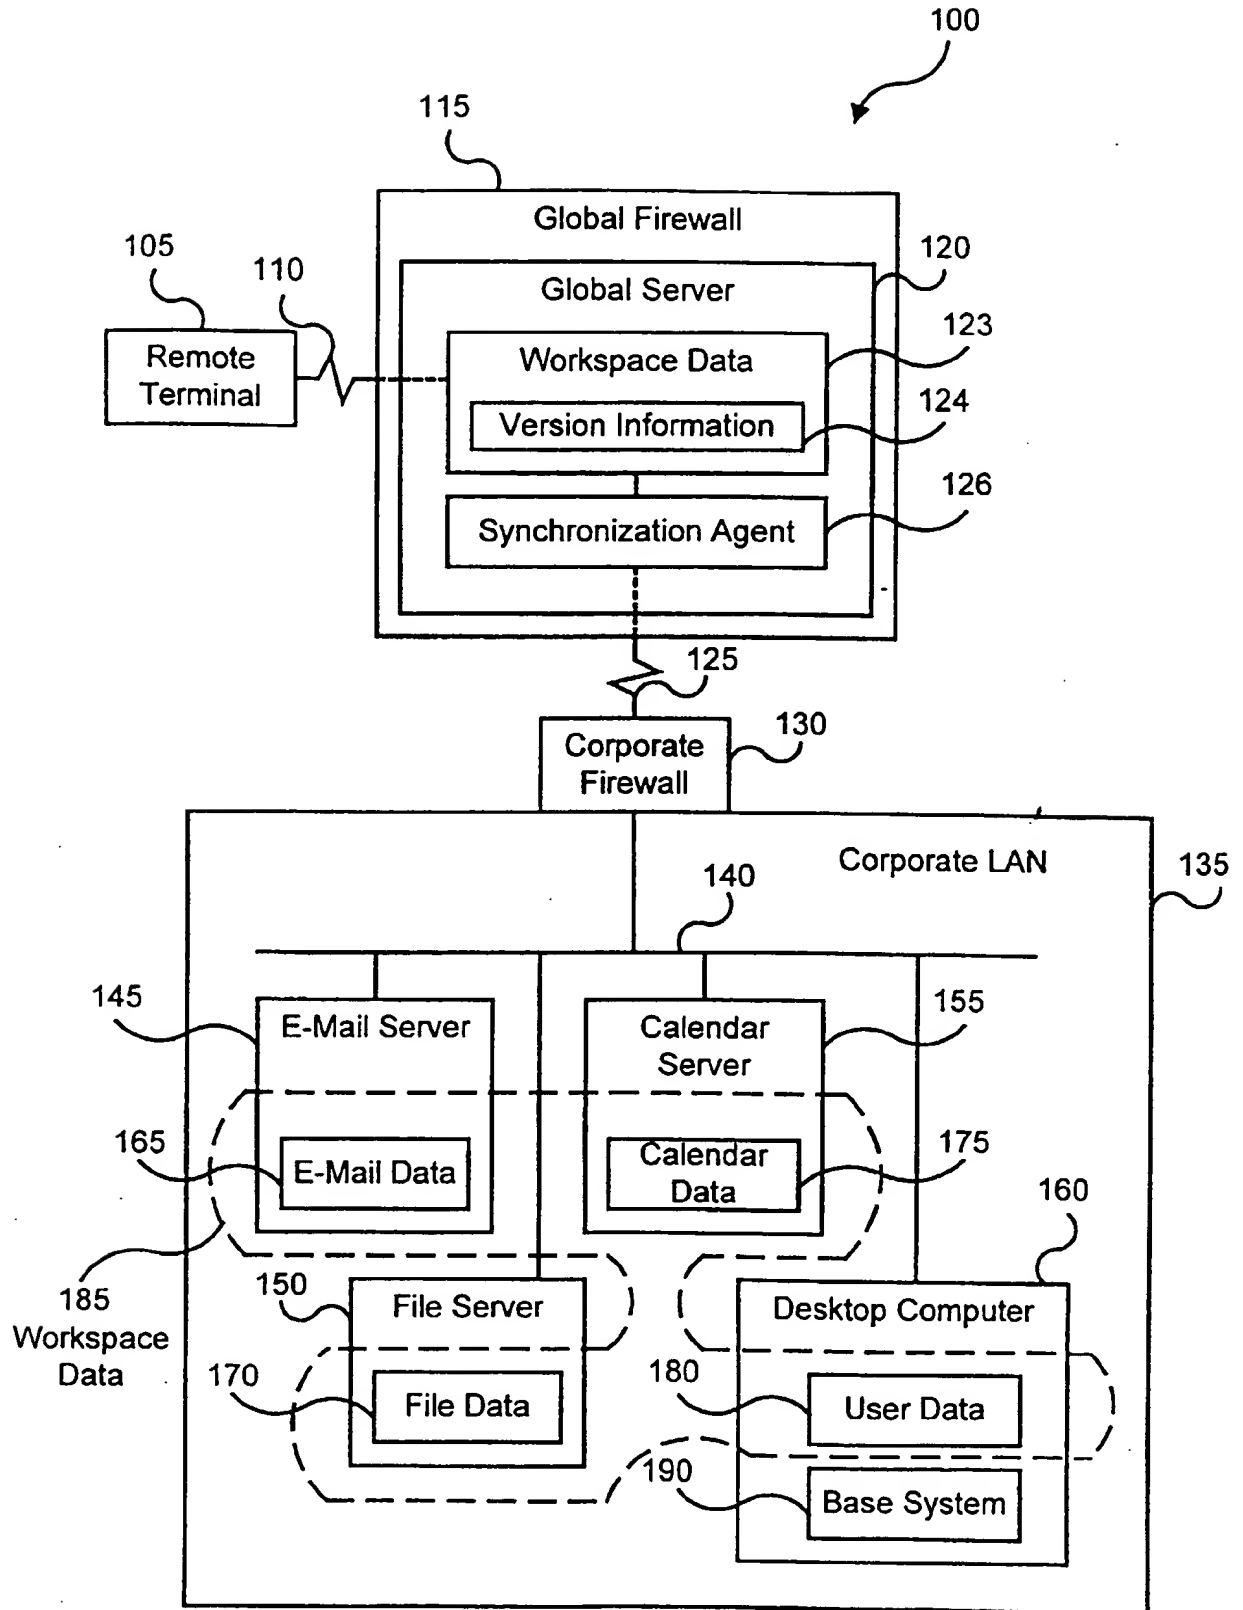 100
115
Global Firewall
105
110
120
Global Server
123
Remote
Terminal
Workspace Data
124
Version Information
126
Synchronization Agent
125
130
Corporate
Firewall
Corporate LAN
135
140
145
155
E-Mail Server
Calendar
Server
165
175
E-Mail Data
Calendar
Data
160
185
Workspace
Data
150
File Server
Desktop Computer
170
180
File Data
User Data
190
Base System